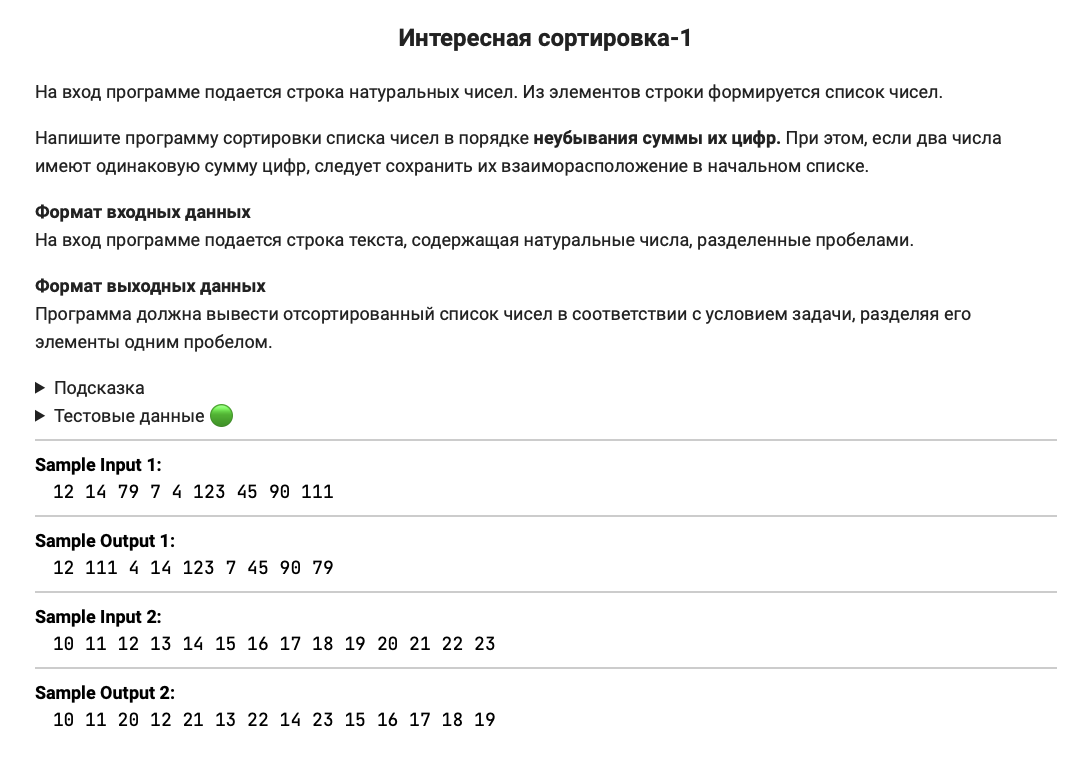 Интересная сортировка-1
На вход программе подается строка натуральных чисел. Из элементов строки формируется список чисел.
Напишите программу сортировки списка чисел в порядке неубывания суммы их цифр. При этом, если два числа
имеют одинаковую сумму цифр, следует сохранить их взаиморасположение в начальном списке.
Формат входных данных
На вход программе подается строка текста, содержащая натуральные числа, разделенные пробелами.
Формат выходных данных
Программа должна вывести отсортированный список чисел в соответствии с условием задачи, разделяя его
элементы одним пробелом.
Подсказка
Тестовые данные
Sample Input 1:
12 14 79 7 4 123 45 90 111
Sample Output 1:
12 111 4 14 123 7 45 90 79
Sample Input 2:
10 11 12 13 14 15 16 17 18 19 20 21 22 23
Sample Output 2:
10 11 20 12 21 13 22 14 23 15 16 17 18 19